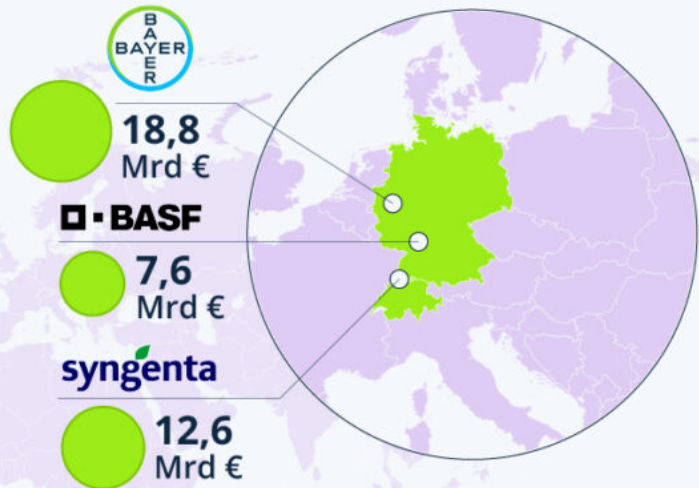 BAYER
BAYER
18,8
Mrd €
BASF
7,6
Mrd €
syngenta
12,6
Mrd €